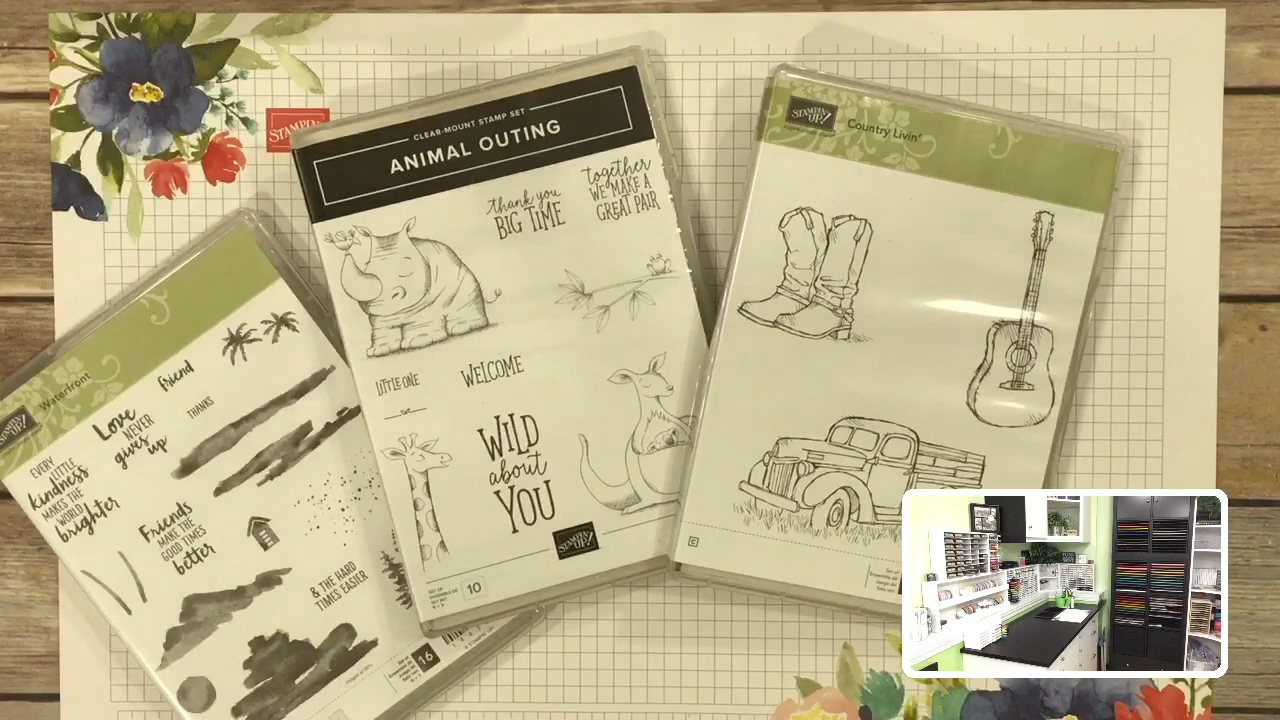 STAMPIN'
CLEAR-MOUNT STAMP SET
ANIMAL OUTING
thank you
BIG TIME
together
WE MAKE A
GREAT PAIR
LITTLE ONE
WELCOME
WILD
about
YOU
STAMPIN'
UP!
10
STAMPIN'
UP!
Country Livin'
STAMPIN'
UP!
Waterfront
friend
Love
NEVER
gives
up
THANKS
EVERY
LITTLE
kindness
MAKES THE
WORLD
brighter
Friends
MAKE THE
GOOD TIMES
better
& THE HARD
TIMES EASIER
16